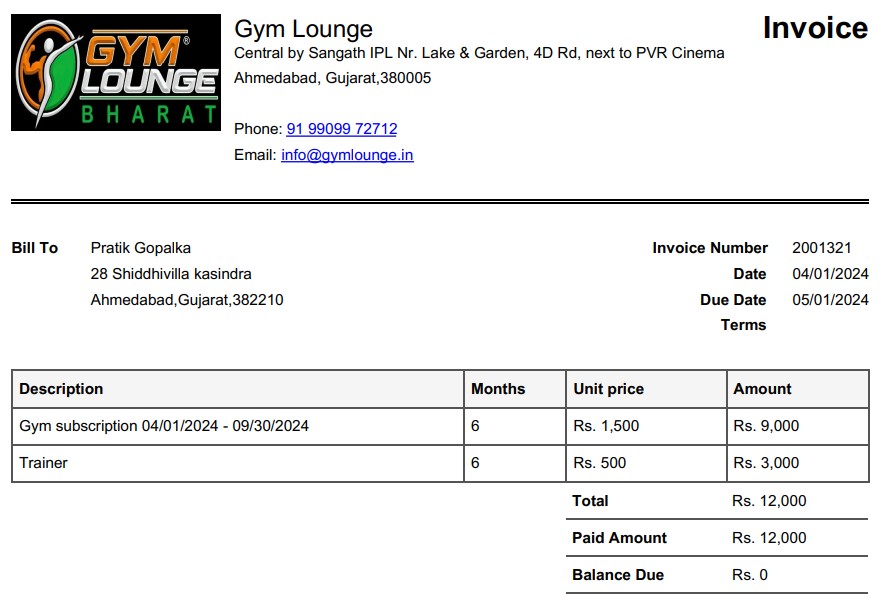 GYM®
LOUNGE
BHARAT
Gym Lounge
Invoice
Central by Sangath IPL Nr. Lake & Garden, 4D Rd, next to PVR Cinema
Ahmedabad, Gujarat,380005
Phone: 91 99099 72712
Email: info@gymlounge.in
Bill To Pratik Gopalka
28 Shiddhivilla kasindra
Ahmedabad,Gujarat,382210
Invoice Number 2001321
Date 04/01/2024
Due Date 05/01/2024
Terms
Description Months Unit price Amount
Gym subscription 04/01/2024 - 09/30/2024 6 Rs. 1,500 Rs. 9,000
Trainer 6 Rs. 500 Rs. 3,000
Total Rs. 12,000
Paid Amount Rs. 12,000
Balance Due Rs. 0